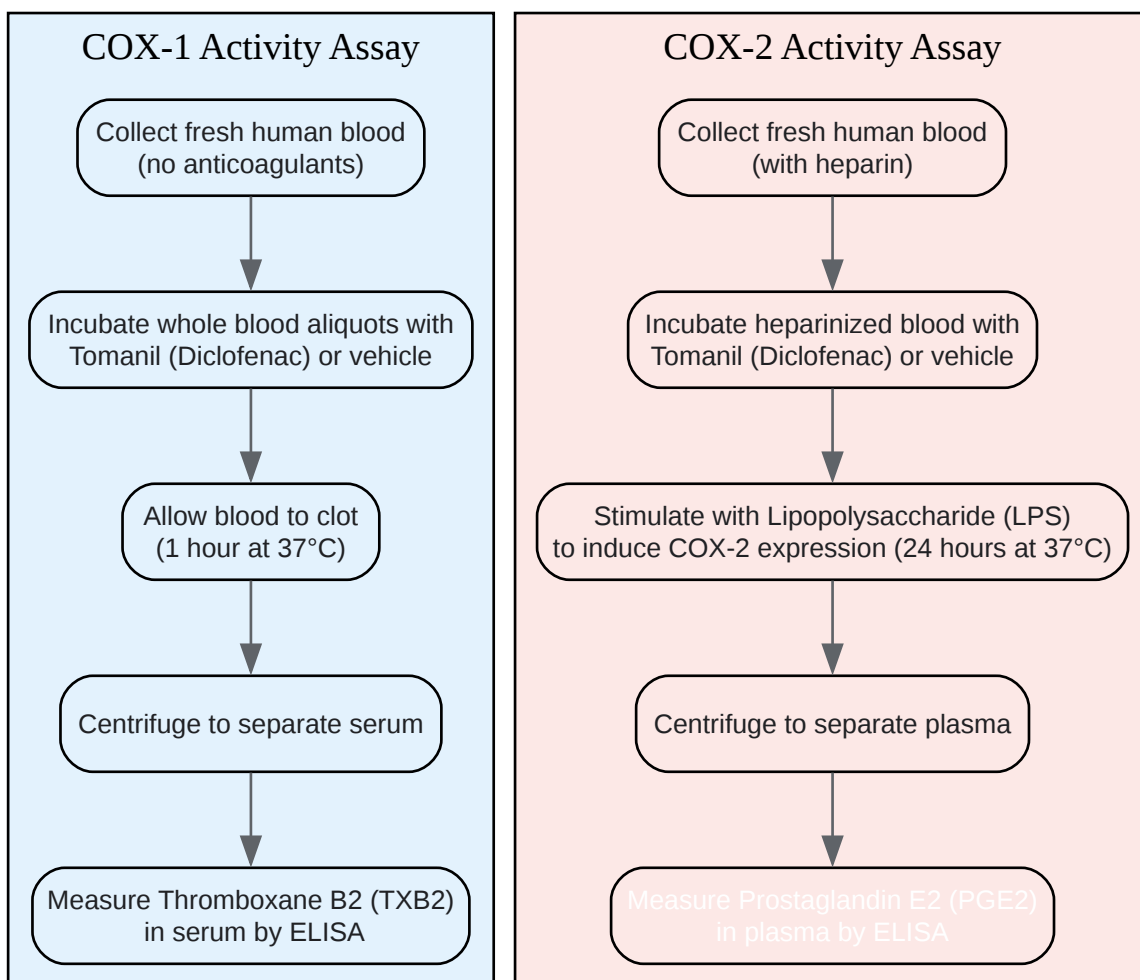 COX-1 Activity Assay
Collect fresh human blood
(no anticoagulants)
Incubate whole blood aliquots with
Tomanil (Diclofenac) or vehicle
Allow blood to clot
(1 hour at 37°C)
Centrifuge to separate serum
Measure Thromboxane B2 (TXB2)
in serum by ELISA
COX-2 Activity Assay
Collect fresh human blood
(with heparin)
Incubate heparinized blood with
Tomanil (Diclofenac) or vehicle
Stimulate with Lipopolysaccharide (LPS)
to induce COX-2 expression (24 hours at 37°C)
Centrifuge to separate plasma
Measure Prostaglandin E2 (PGE2)
in plasma by ELISA